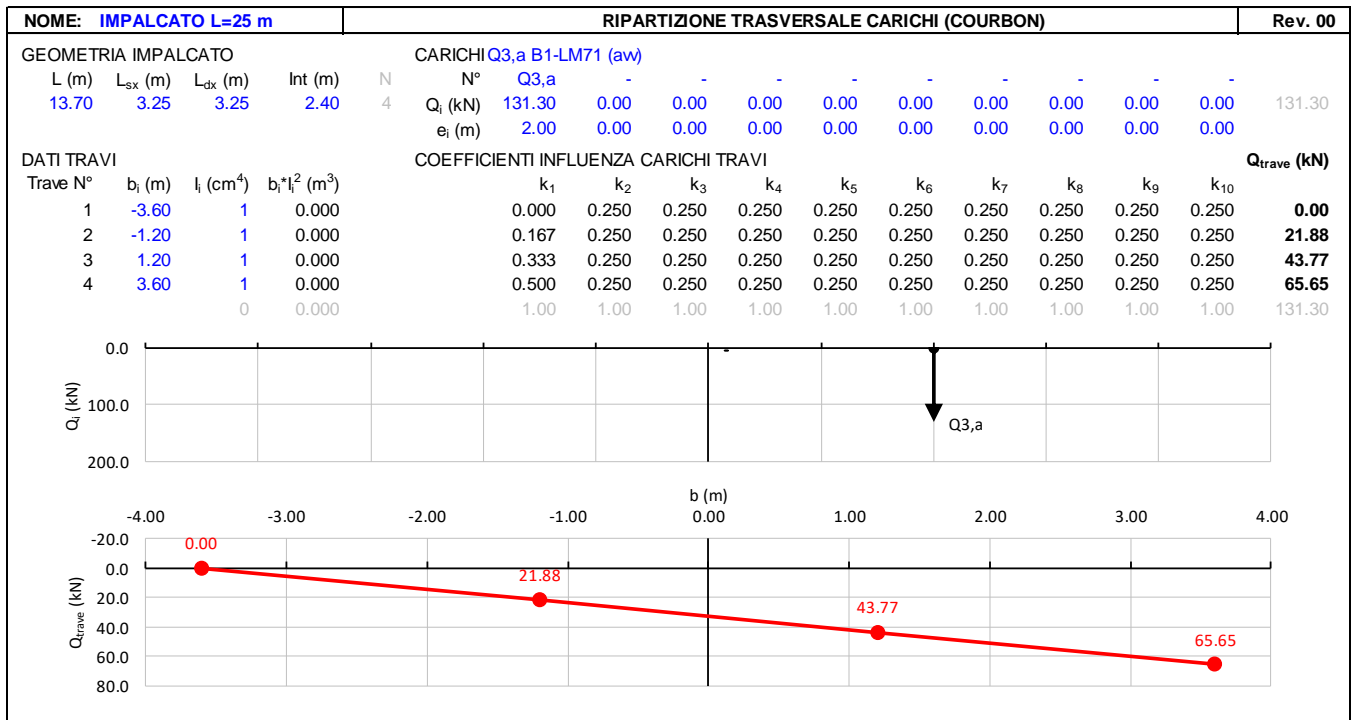 NOME: IMPALCATO L=25 m RIPARTIZIONE TRASVERSALE CARICHI (COURBON) Rev. 00
GEOMETRIA IMPALCATO CARICHI Q3,a B1-LM71 (avv)
L (m) Lsx (m) Ldx (m) Int (m) N N° Q3,a - - - - - - - - -
13.70 3.25 3.25 2.40 4 Qi (kN) 131.30 0.00 0.00 0.00 0.00 0.00 0.00 0.00 0.00 0.00 131.30
ei (m) 2.00 0.00 0.00 0.00 0.00 0.00 0.00 0.00 0.00 0.00
DATI TRAVI COEFFICIENTI INFLUENZA CARICHI TRAVI Qtrave (kN)
Trave N° bi (m) Ii (cm4) bi*Ii2 (m3) k1 k2 k3 k4 k5 k6 k7 k8 k9 k10
1 -3.60 1 0.000 0.000 0.250 0.250 0.250 0.250 0.250 0.250 0.250 0.250 0.250 0.00
2 -1.20 1 0.000 0.167 0.250 0.250 0.250 0.250 0.250 0.250 0.250 0.250 0.250 21.88
3 1.20 1 0.000 0.333 0.250 0.250 0.250 0.250 0.250 0.250 0.250 0.250 0.250 43.77
4 3.60 1 0.000 0.500 0.250 0.250 0.250 0.250 0.250 0.250 0.250 0.250 0.250 65.65
0 0.000 1.00 1.00 1.00 1.00 1.00 1.00 1.00 1.00 1.00 1.00 131.30
0.0
100.0
200.0
Qi (kN)
Q3,a
b (m)
-4.00 -3.00 -2.00 -1.00 0.00 1.00 2.00 3.00 4.00
-20.0
0.0
20.0
40.0
60.0
80.0
Qtrave (kN)
0.00
21.88
43.77
65.65